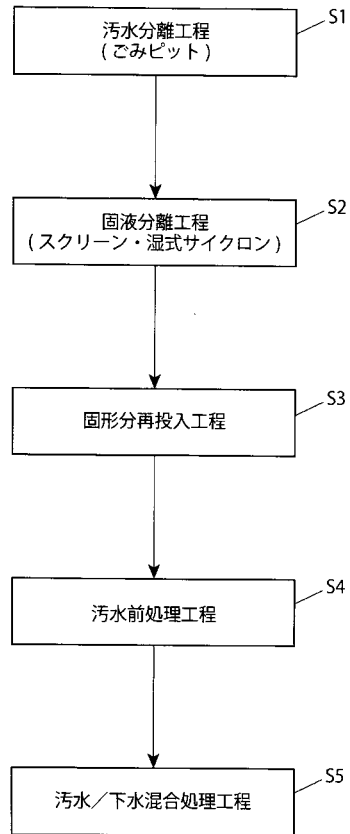 汚水分離工程
(ごみピット)
S1
固液分離工程
(スクリーン・湿式サイクロン)
S2
固形分再投入工程
S3
汚水前処理工程
S4
汚水／下水混合処理工程
S5